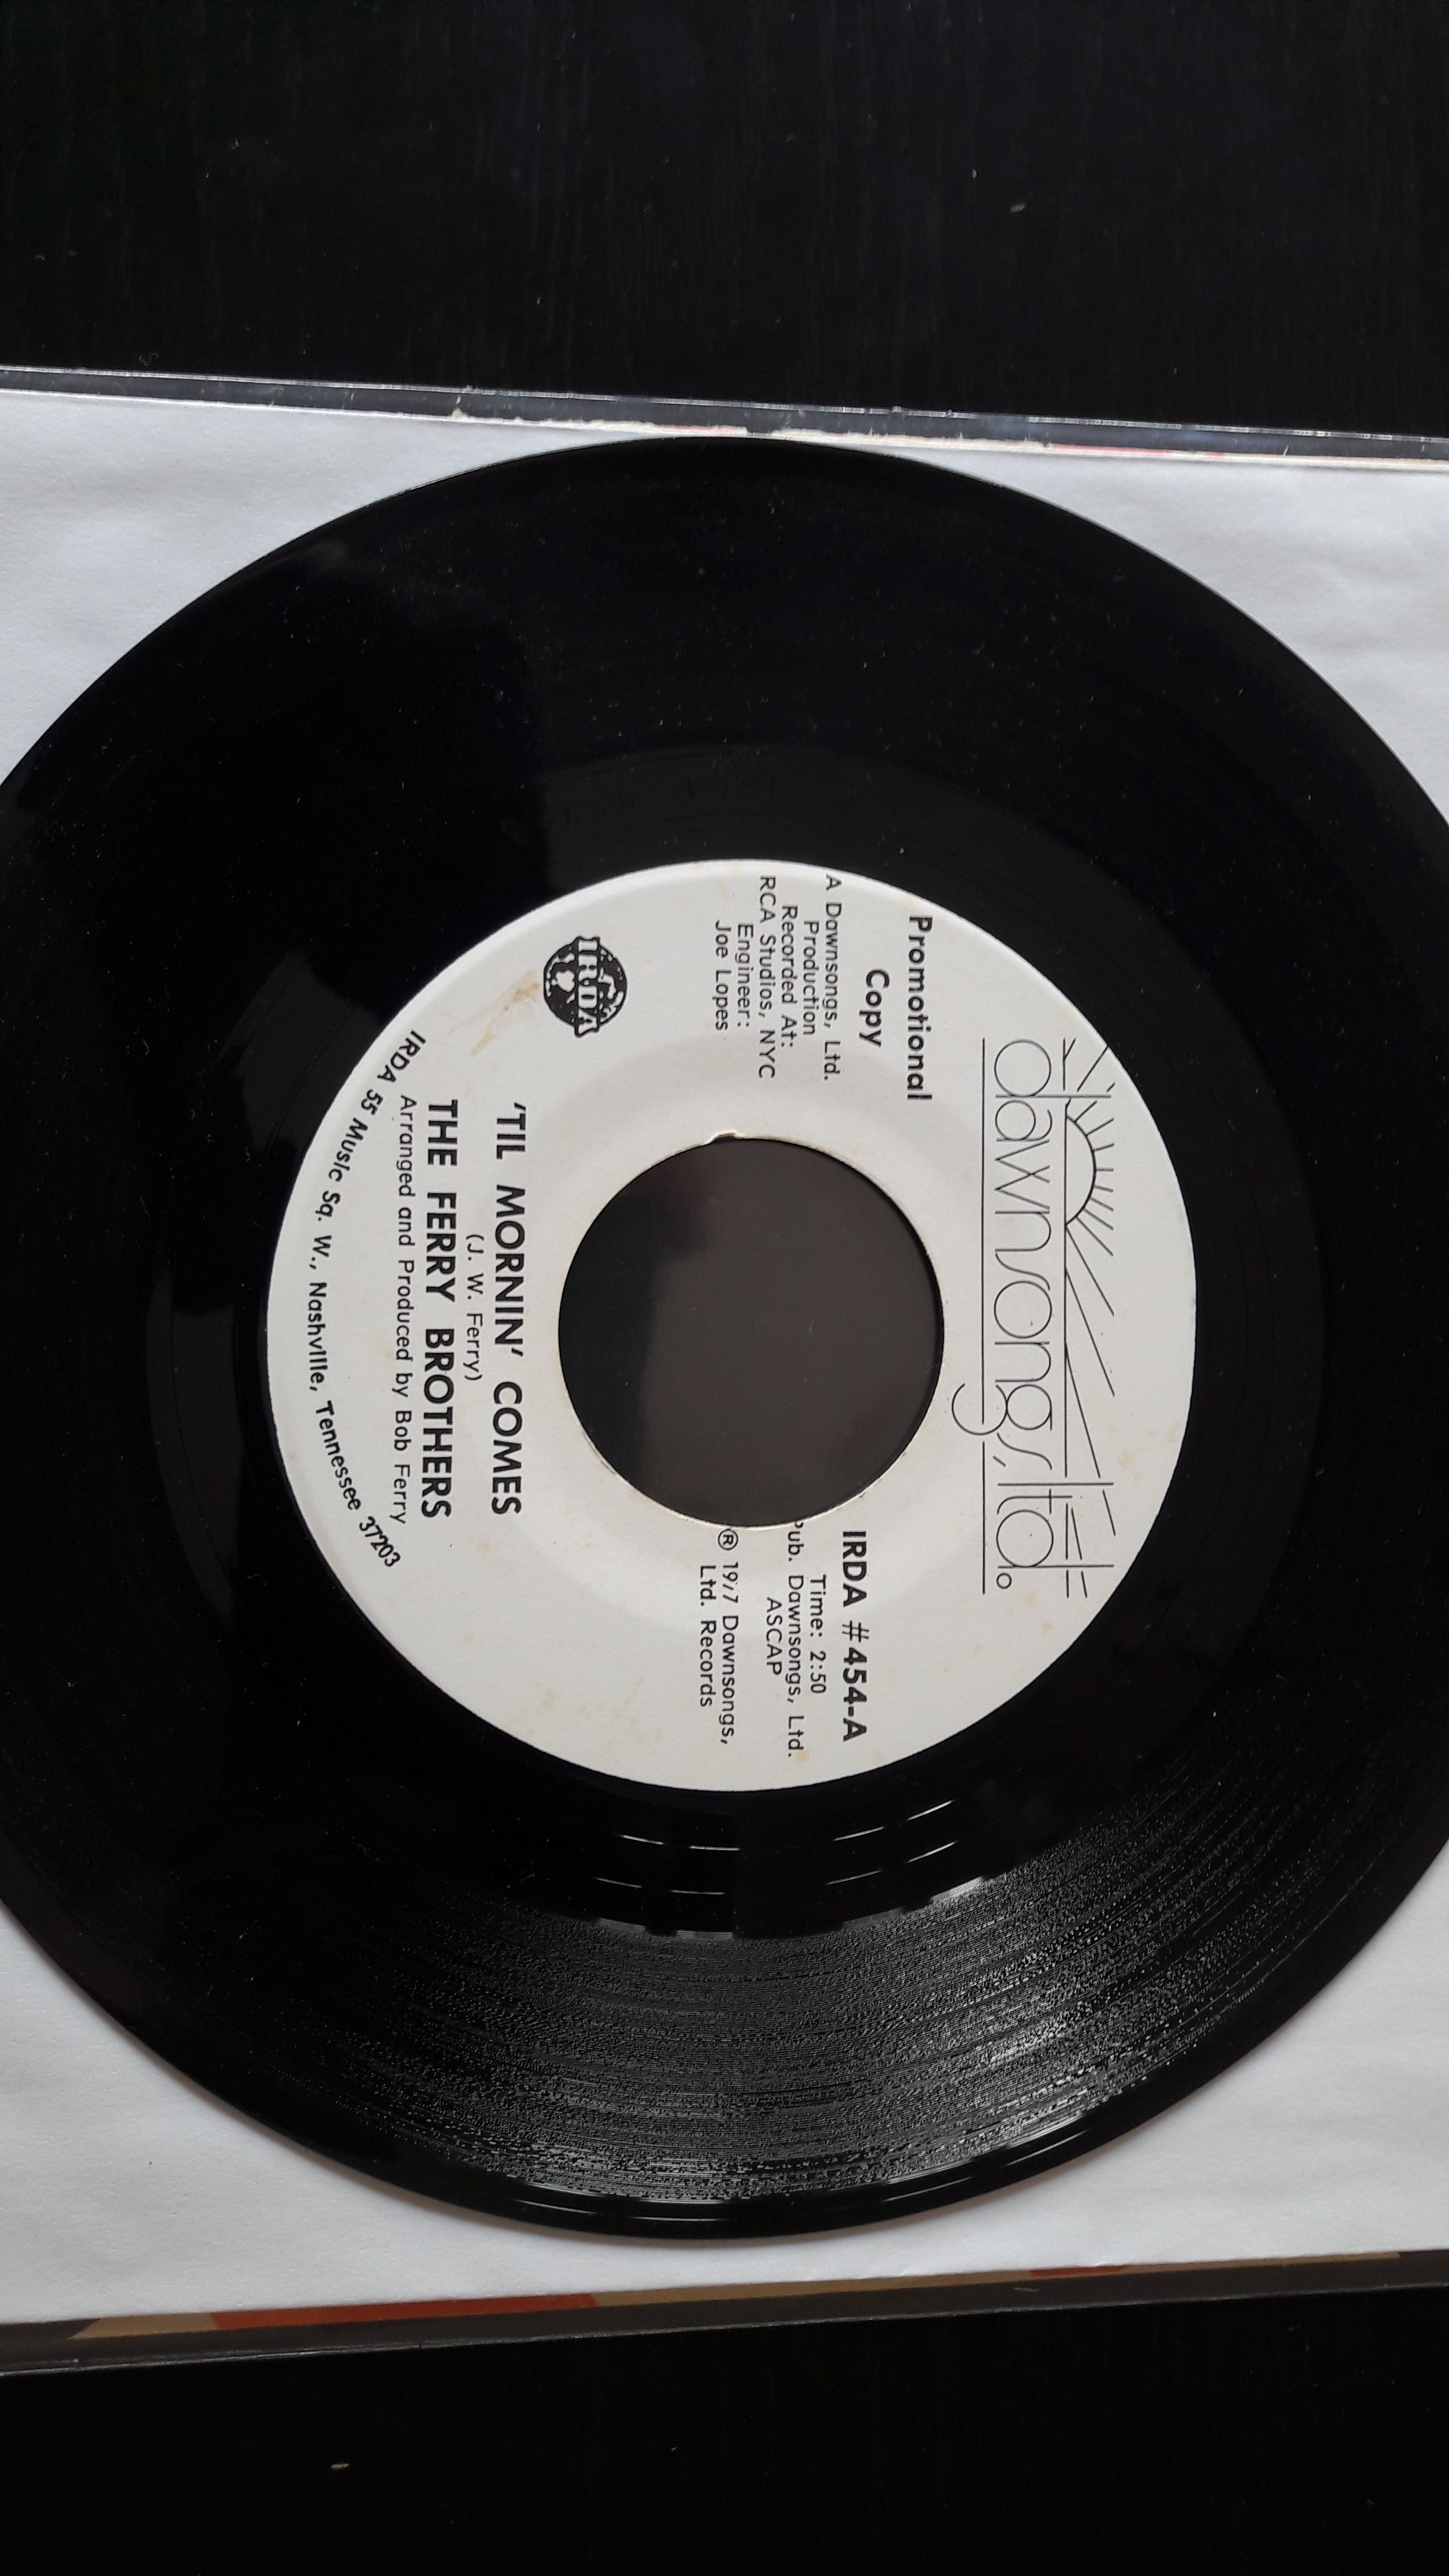 dawnsongs, ltd.
Promotional
Copy
A Dawnsongs, Ltd.
Production
Recorded At:
RCA Studios, NYC
Engineer:
Joe Lopes
IRDA #454-A
Time: 2:50
Pub. Dawnsongs, Ltd.
ASCAP
Ⓡ 1977 Dawnsongs,
Ltd. Records
IRDA
'TIL MORNIN' COMES
(J. W. Ferry)
THE FERRY BROTHERS
Arranged and Produced by Bob Ferry
IRDA 55 Music Sq. W., Nashville, Tennessee 37203